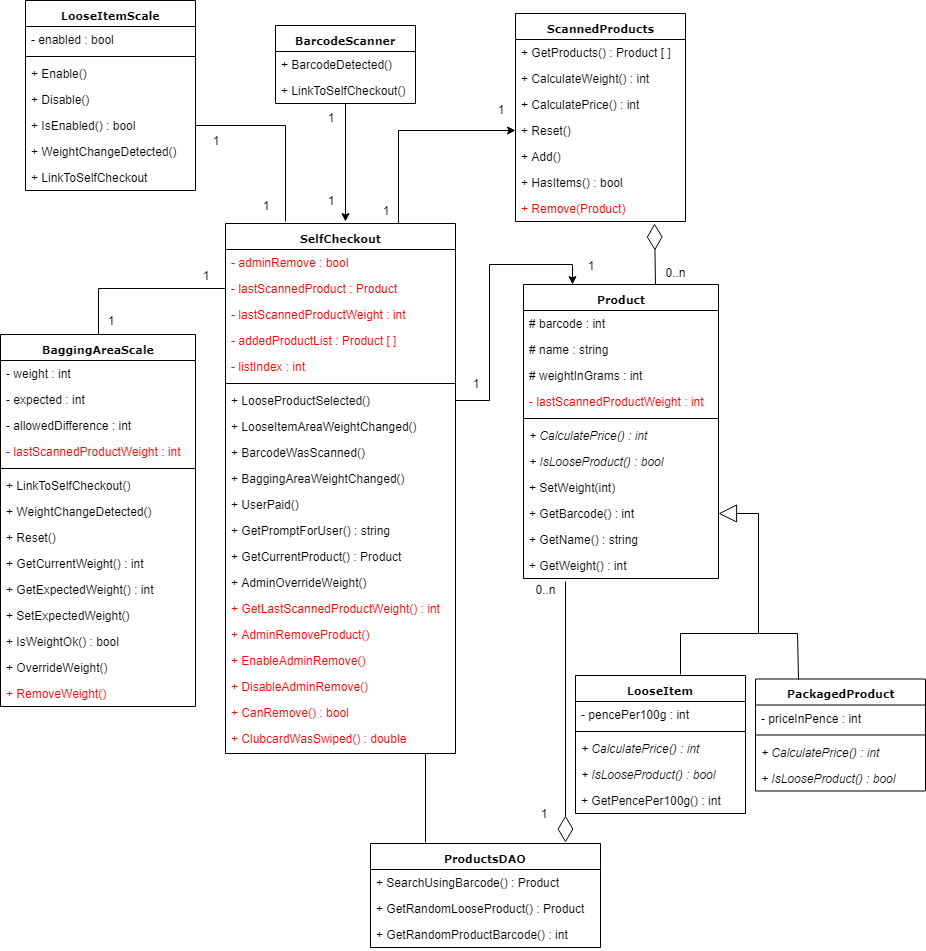 LooseItemScale
- enabled : bool
+ Enable()
+ Disable()
+ IsEnabled() : bool
+ WeightChangeDetected()
+ LinkToSelfCheckout
BarcodeScanner
+ BarcodeDetected()
+ LinkToSelfCheckout()
ScannedProducts
+ GetProducts() : Product [ ]
+ CalculateWeight() : int
+ CalculatePrice() : int
+ Reset()
+ Add()
+ HasItems() : bool
+ Remove(Product)
1
1
1
1
1
1
0..n
SelfCheckout
- adminRemove : bool
- lastScannedProduct : Product
- lastScannedProductWeight : int
- addedProductList : Product [ ]
- listIndex : int
+ LooseProductSelected()
+ LooseItemAreaWeightChanged()
+ BarcodeWasScanned()
+ BaggingAreaWeightChanged()
+ UserPaid()
+ GetPromptForUser() : string
+ GetCurrentProduct() : Product
+ AdminOverrideWeight()
+ GetLastScannedProductWeight() : int
+ AdminRemoveProduct()
+ EnableAdminRemove()
+ DisableAdminRemove()
+ CanRemove() : bool
+ ClubcardWasSwiped() : double
1
1
1
1
BaggingAreaScale
- weight : int
- expected : int
- allowedDifference : int
- lastScannedProductWeight : int
+ LinkToSelfCheckout()
+ WeightChangeDetected()
+ Reset()
+ GetCurrentWeight() : int
+ GetExpectedWeight() : int
+ SetExpectedWeight()
+ IsWeightOk() : bool
+ OverrideWeight()
+ RemoveWeight()
Product
# barcode : int
# name : string
# weightInGrams : int
- lastScannedProductWeight : int
+ CalculatePrice() : int
+ IsLooseProduct() : bool
+ SetWeight(int)
+ GetBarcode() : int
+ GetName() : string
+ GetWeight() : int
0..n
LooseItem
- pencePer100g : int
+ CalculatePrice() : int
+ IsLooseProduct() : bool
+ GetPencePer100g() : int
PackagedProduct
- priceInPence : int
+ CalculatePrice() : int
+ IsLooseProduct() : bool
1
ProductsDAO
+ SearchUsingBarcode() : Product
+ GetRandomLooseProduct() : Product
+ GetRandomProductBarcode() : int